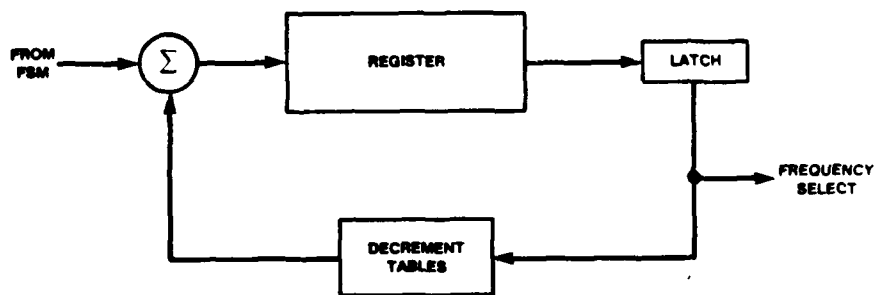 FROM
FSM
Σ
REGISTER
LATCH
FREQUENCY
SELECT
DECREMENT
TABLES